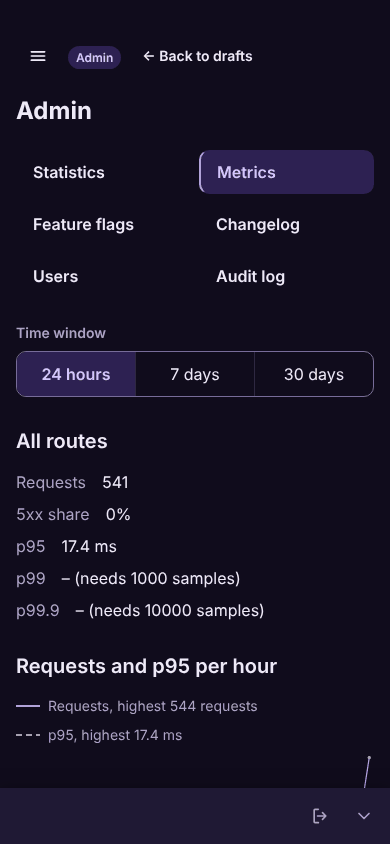 Admin
← Back to drafts
Admin
Statistics
Metrics
Feature flags
Changelog
Users
Audit log
Time window
24 hours
7 days
30 days
All routes
Requests 541
5xx share 0%
p95 17.4 ms
p99 – (needs 1000 samples)
p99.9 – (needs 10000 samples)
Requests and p95 per hour
Requests, highest 544 requests
p95, highest 17.4 ms